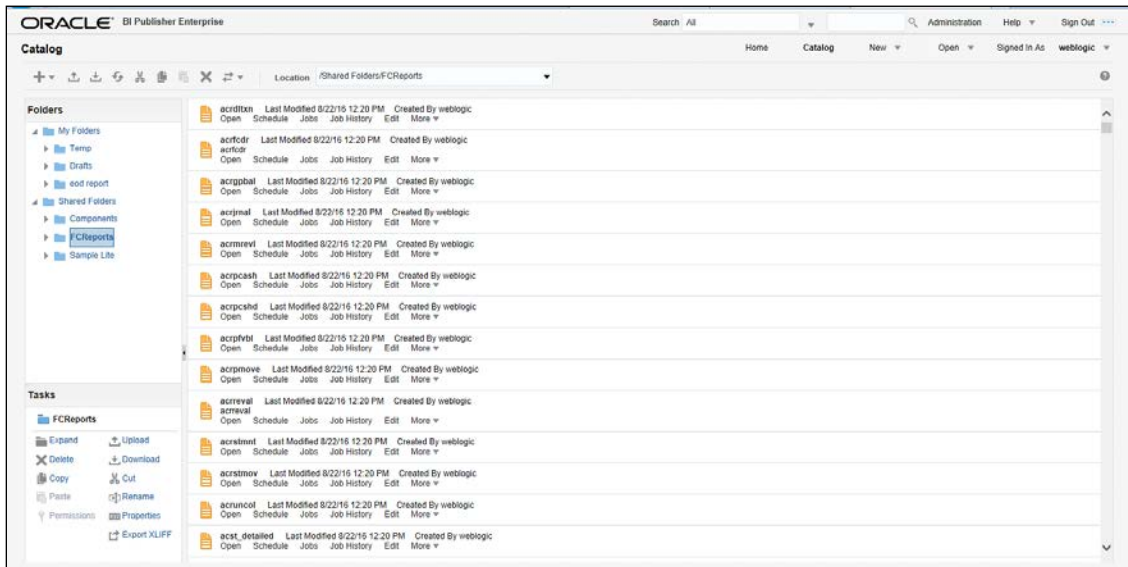 ORACLE BI Publisher Enterprise Search All Administration Help Sign Out
Catalog Home Catalog New Open Signed In As weblogic
Location /Shared Folders/FCReports
Folders
My Folders
Temp
Drafts
eod report
Shared Folders
Components
FCReports
Sample Lite
Tasks
FCReports
Expand Upload
Delete Download
Copy Cut
Paste Rename
Permissions Properties
Export XLIFF
acrdltxn Last Modified 8/22/16 12:20 PM Created By weblogic
Open Schedule Jobs Job History Edit More
acrfcdr Last Modified 8/22/16 12:20 PM Created By weblogic
acrfcdr
Open Schedule Jobs Job History Edit More
acrgpbal Last Modified 8/22/16 12:20 PM Created By weblogic
Open Schedule Jobs Job History Edit More
acrjrnal Last Modified 8/22/16 12:20 PM Created By weblogic
Open Schedule Jobs Job History Edit More
acrmrevl Last Modified 8/22/16 12:20 PM Created By weblogic
Open Schedule Jobs Job History Edit More
acrpcash Last Modified 8/22/16 12:20 PM Created By weblogic
Open Schedule Jobs Job History Edit More
acrpcshd Last Modified 8/22/16 12:20 PM Created By weblogic
Open Schedule Jobs Job History Edit More
acrpfvbl Last Modified 8/22/16 12:20 PM Created By weblogic
Open Schedule Jobs Job History Edit More
acrpmove Last Modified 8/22/16 12:20 PM Created By weblogic
Open Schedule Jobs Job History Edit More
acrreval Last Modified 8/22/16 12:20 PM Created By weblogic
acrreval
Open Schedule Jobs Job History Edit More
acrstmnt Last Modified 8/22/16 12:20 PM Created By weblogic
Open Schedule Jobs Job History Edit More
acrstmov Last Modified 8/22/16 12:20 PM Created By weblogic
Open Schedule Jobs Job History Edit More
acruncol Last Modified 8/22/16 12:20 PM Created By weblogic
Open Schedule Jobs Job History Edit More
acst_detailed Last Modified 8/22/16 12:20 PM Created By weblogic
Open Schedule Jobs Job History Edit More